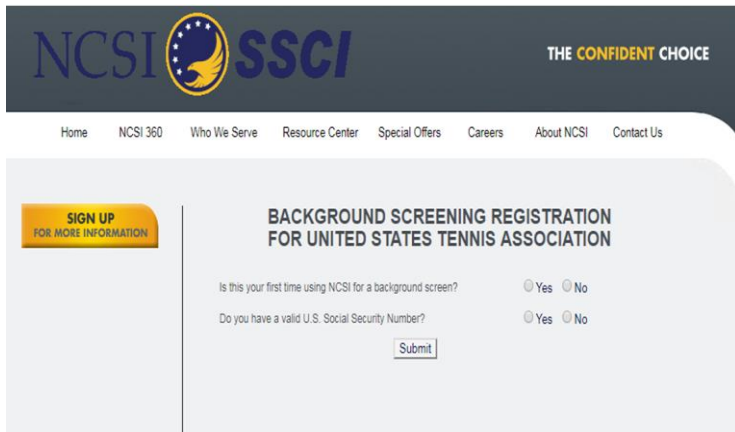 NCSI SSCI
THE CONFIDENT CHOICE
Home NCSI 360 Who We Serve Resource Center Special Offers Careers About NCSI Contact Us
SIGN UP
FOR MORE INFORMATION
BACKGROUND SCREENING REGISTRATION
FOR UNITED STATES TENNIS ASSOCIATION
Is this your first time using NCSI for a background screen? Yes No
Do you have a valid U.S. Social Security Number? Yes No
Submit